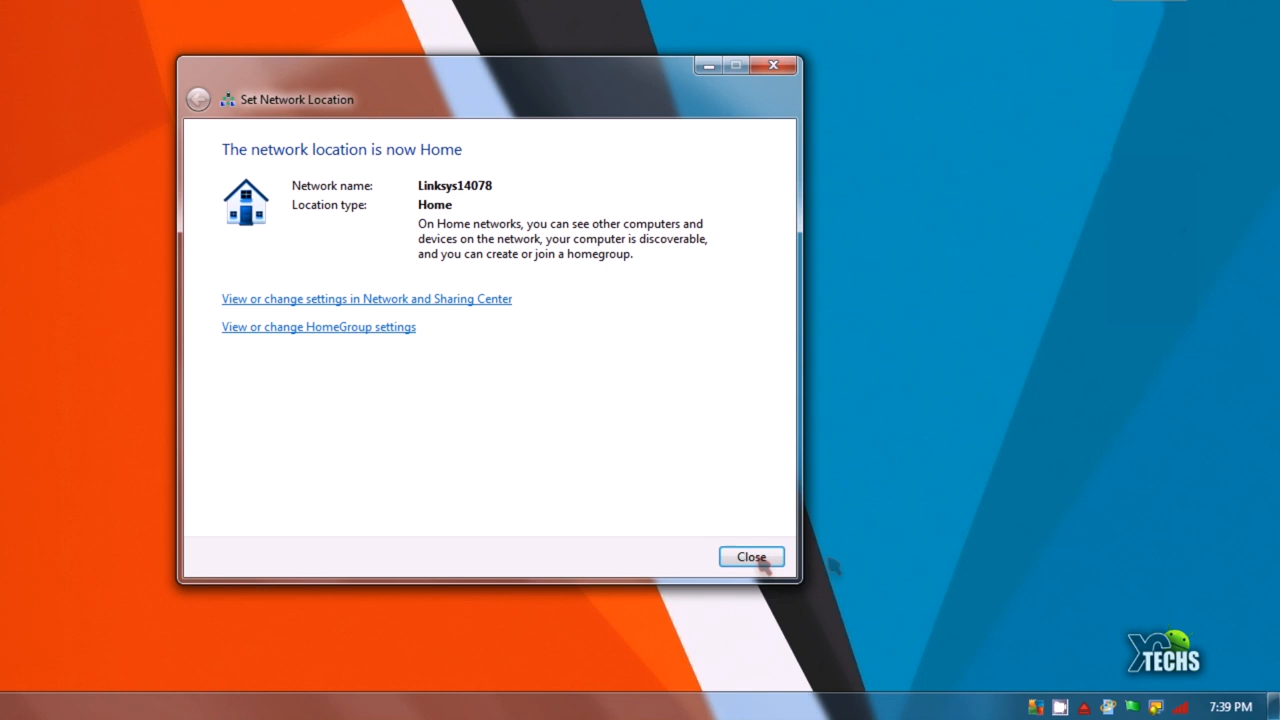 Set Network Location
The network location is now Home
Network name: Linksys14078
Location type: Home
On Home networks, you can see other computers and
devices on the network, your computer is discoverable,
and you can create or join a homegroup.
View or change settings in Network and Sharing Center
View or change HomeGroup settings
Close
TECHS
7:39 PM